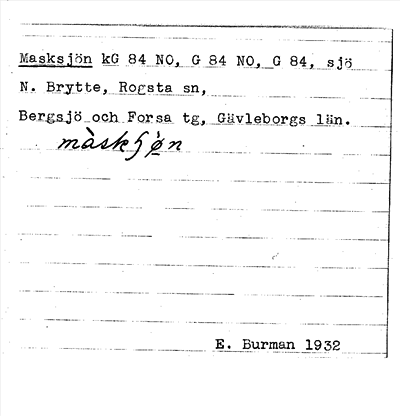 Masksjön kG 84 NO, G 84 NO, G 84, sjö
N. Brytte, Rogsta sn,
Bergsjö och Forsa tg, Gävleborgs län.
E. Burman 1932